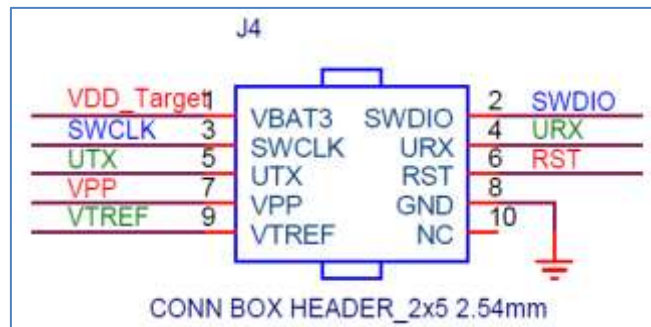 J4
VDD_Target 1 VBAT3 SWDIO 2 SWDIO
SWCLK 3 SWCLK URX 4 URX
UTX 5 UTX RST 6 RST
VPP 7 VPP GND 8
VTREF 9 VTREF NC 10
CONN BOX HEADER_2x5 2.54mm